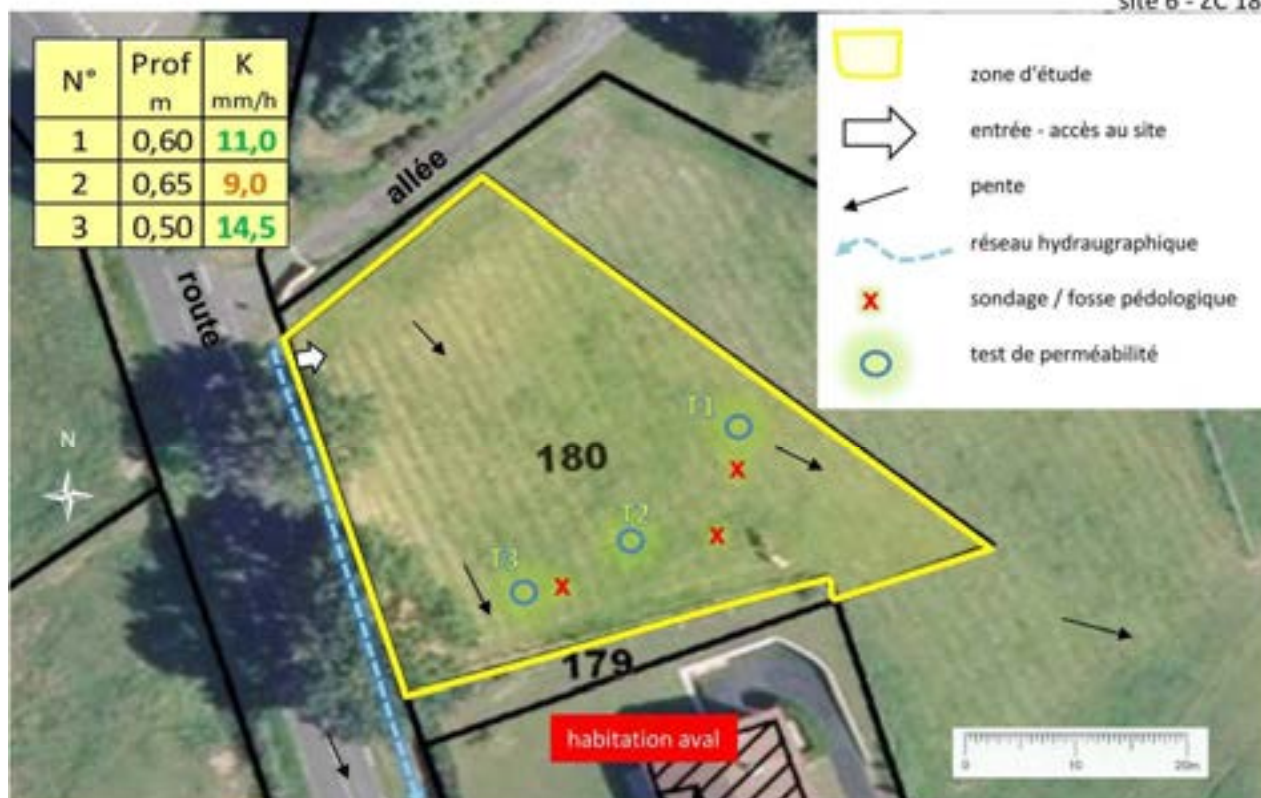 site 6 - ZC 18
N° Prof m K mm/h
1 0,60 11,0
2 0,65 9,0
3 0,50 14,5
zone d'étude
entrée - accès au site
pente
réseau hydraugraphique
sondage / fosse pédologique
test de perméabilité
allée
route
N
180
T1
T2
T3
179
habitation aval
0 10 20m